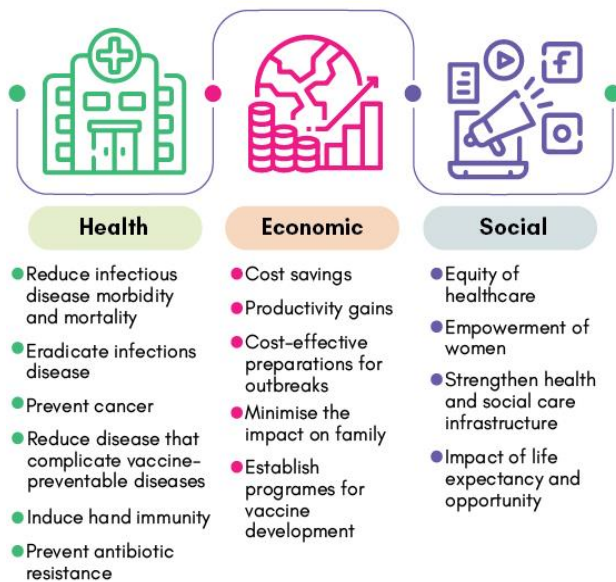 Health
Reduce infectious
disease morbidity
and mortality
Eradicate infections
disease
Prevent cancer
Reduce disease that
complicate vaccine-
preventable diseases
Induce hand immunity
Prevent antibiotic
resistance
Economic
Cost savings
Productivity gains
Cost-effective
preparations for
outbreaks
Minimise the
impact on family
Establish
programes for
vaccine
development
Social
Equity of
healthcare
Empowerment of
women
Strengthen health
and social care
infrastructure
Impact of life
expectancy and
opportunity